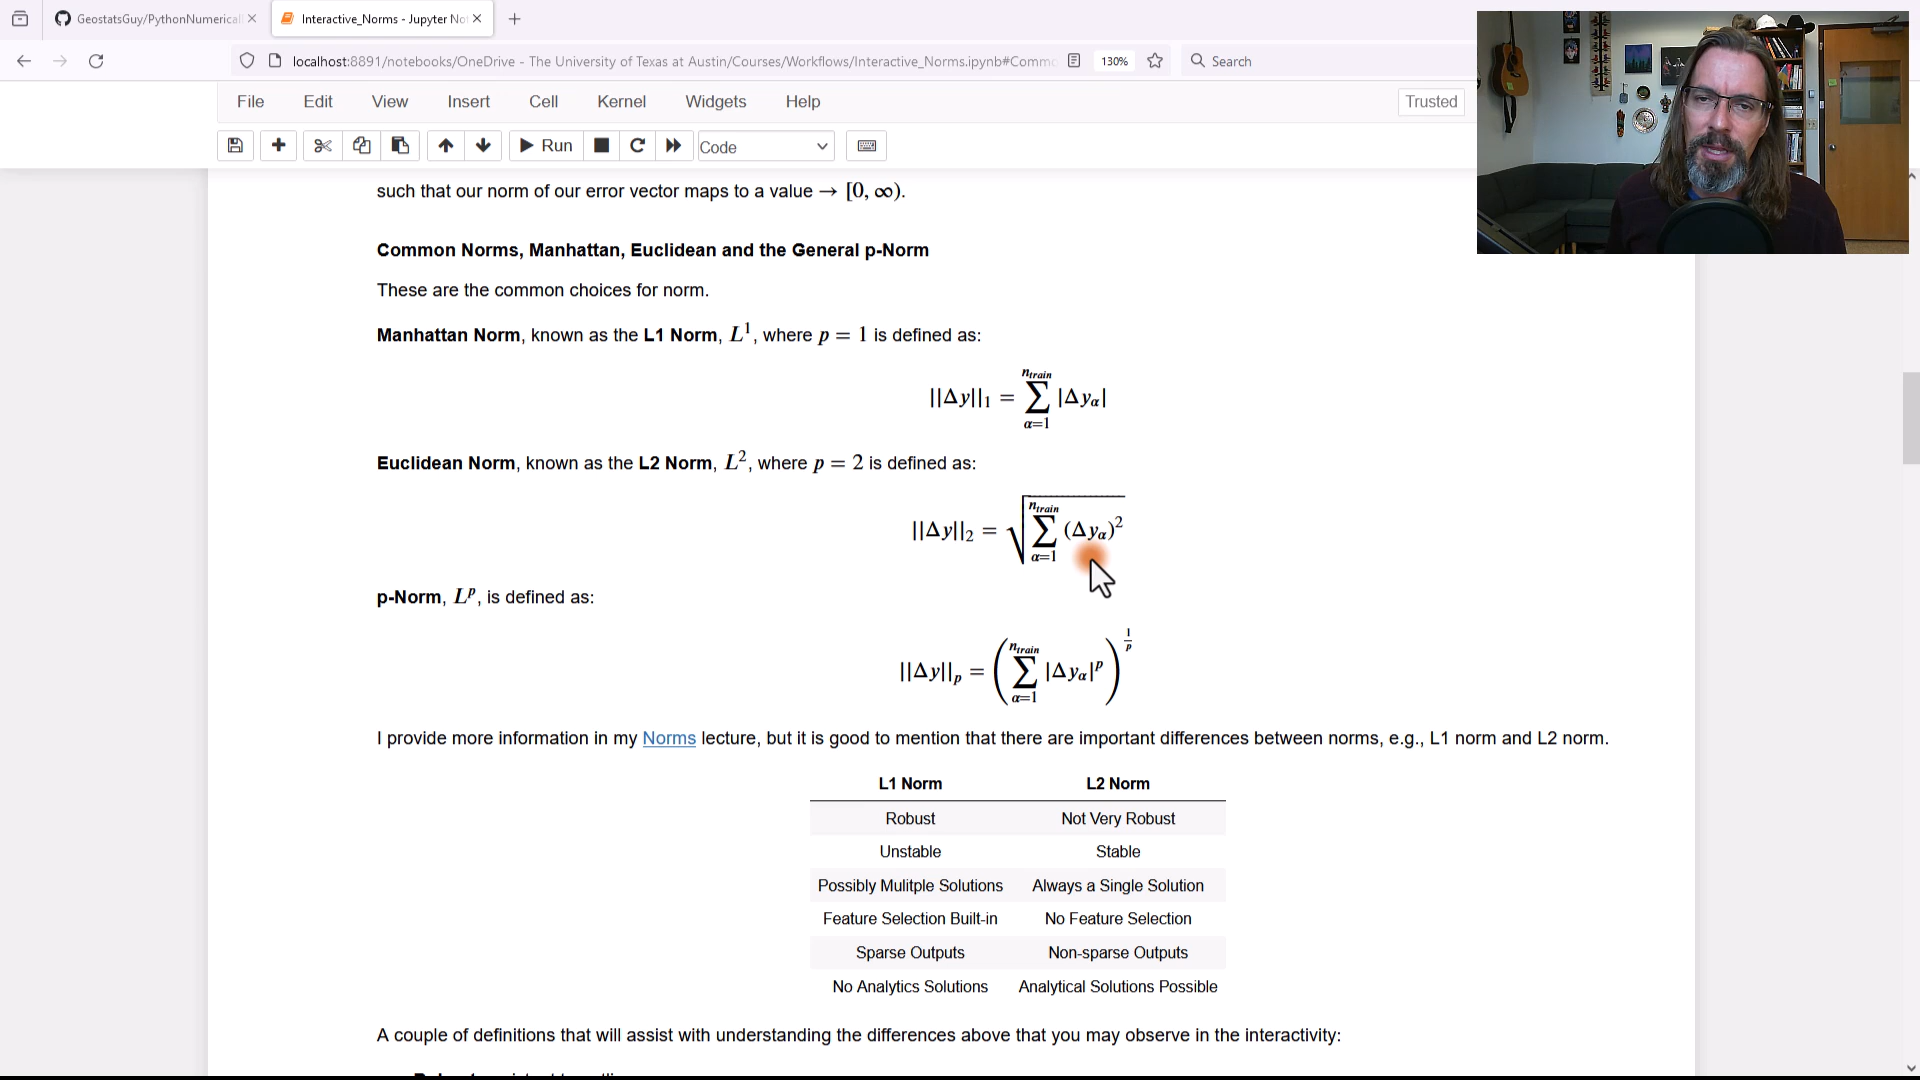 GeostatsGuy/PythonNumerical
Interactive_Norms - Jupyter No
localhost:8891/notebooks/OneDrive - The University of Texas at Austin/Courses/Workflows/Interactive_Norms.ipynb#Commo
130%
Search
File Edit View Insert Cell Kernel Widgets Help
Trusted
Run
Code
such that our norm of our error vector maps to a value → [0, ∞).
Common Norms, Manhattan, Euclidean and the General p-Norm
These are the common choices for norm.
Manhattan Norm, known as the L1 Norm, L^1, where p = 1 is defined as:
||Δy||_1 = ∑_{α=1}^{n_{train}} |Δy_α|
Euclidean Norm, known as the L2 Norm, L^2, where p = 2 is defined as:
||Δy||_2 = √(∑_{α=1}^{n_{train}} (Δy_α)^2)
p-Norm, L^p, is defined as:
||Δy||_p = (∑_{α=1}^{n_{train}} |Δy_α|^p)^{1/p}
I provide more information in my Norms lecture, but it is good to mention that there are important differences between norms, e.g., L1 norm and L2 norm.
L1 Norm L2 Norm
Robust Not Very Robust
Unstable Stable
Possibly Mulitple Solutions Always a Single Solution
Feature Selection Built-in No Feature Selection
Sparse Outputs Non-sparse Outputs
No Analytics Solutions Analytical Solutions Possible
A couple of definitions that will assist with understanding the differences above that you may observe in the interactivity: